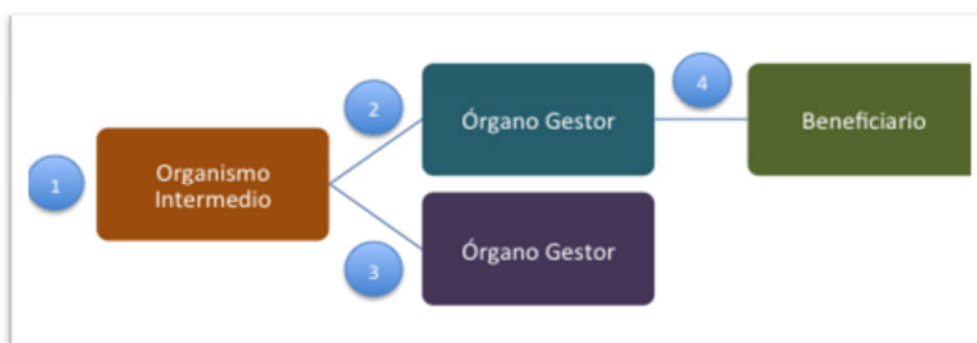 1
Organismo
Intermedio
2
Órgano Gestor
4
Beneficiario
3
Órgano Gestor